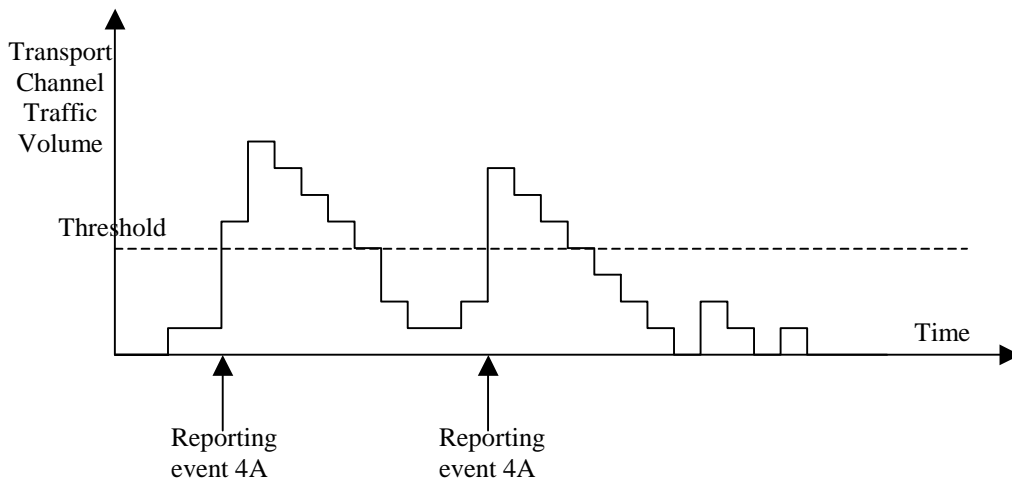 Transport
Channel
Traffic
Volume
Threshold
Time
Reporting
event 4A
Reporting
event 4A